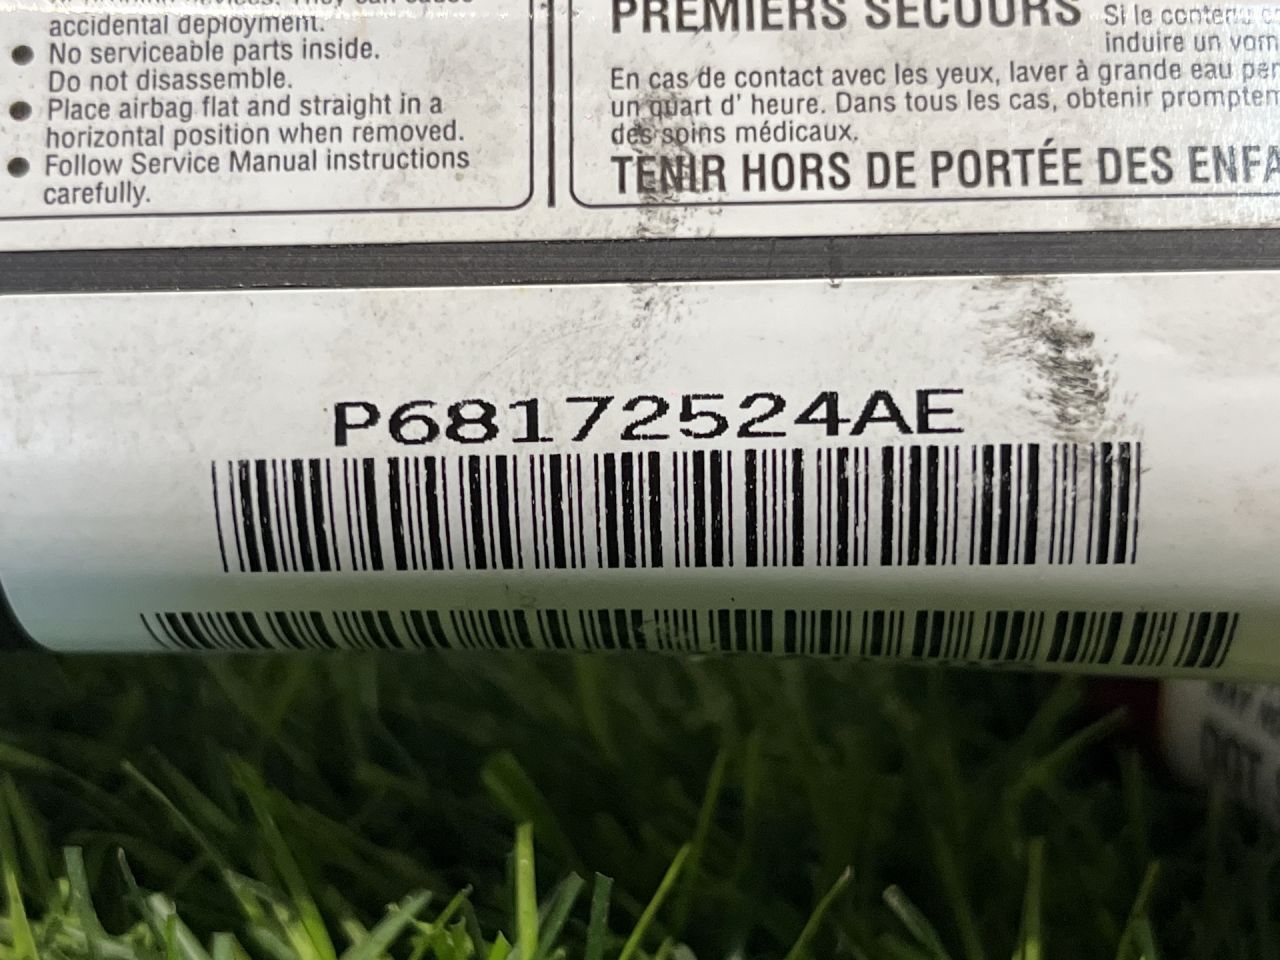 accidental deployment.
No serviceable parts inside.
Do not disassemble.
Place airbag flat and straight in a
horizontal position when removed.
Follow Service Manual instructions
carefully.
PREMIERS SECOURS
Si le contenu
induire un vom
En cas de contact avec les yeux, laver à grande eau
un quart d' heure. Dans tous les cas, obtenir promptem
des soins médicaux.
TENIR HORS DE PORTÉE DES ENFA
P68172524AE